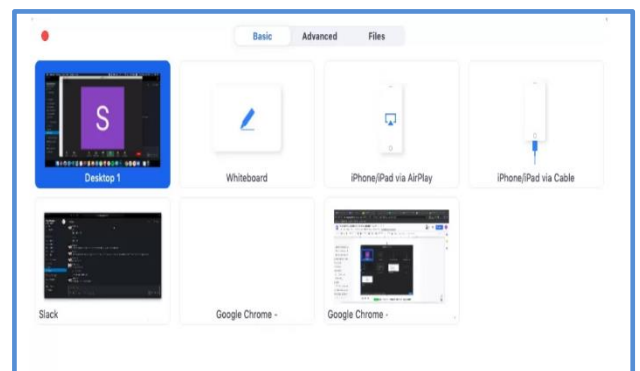 Basic Advanced Files
S
Desktop 1 Whiteboard iPhone/iPad via AirPlay iPhone/iPad via Cable
Slack Google Chrome - Google Chrome -